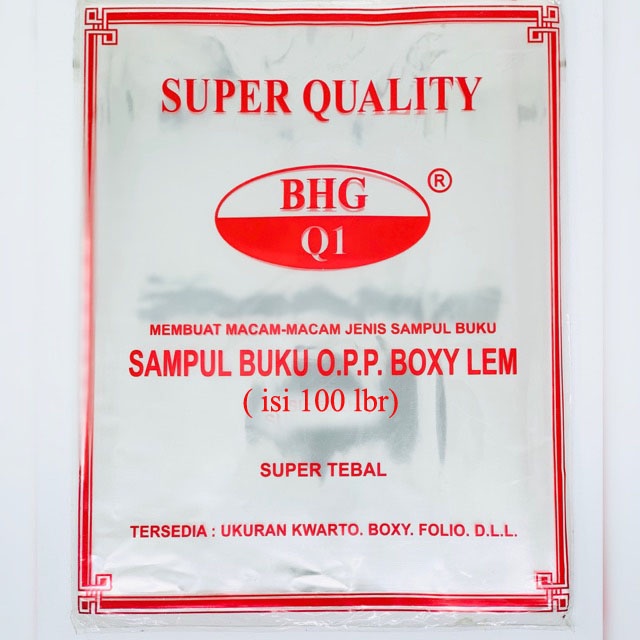 SUPER QUALITY
BHG ®
Q1
MEMBUAT MACAM-MACAM JENIS SAMPUL BUKU
SAMPUL BUKU O.P.P. BOXY LEM
( isi 100 lbr)
SUPER TEBAL
TERSEDIA : UKURAN KWARTO. BOXY. FOLIO. D.L.L.